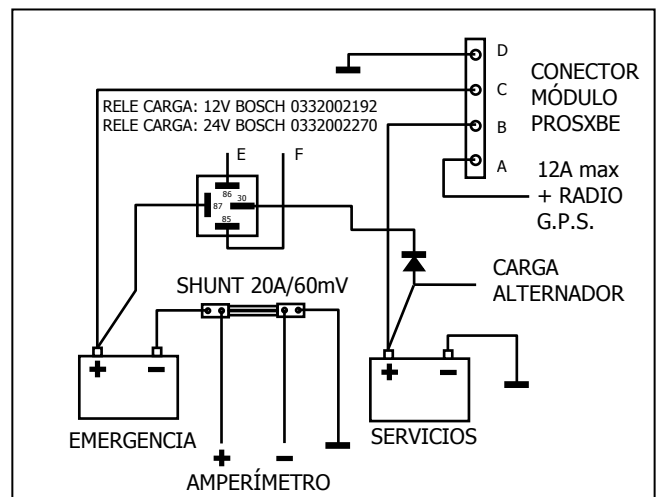 D
CONECTOR
MÓDULO
PROSXBE
C
RELE CARGA: 12V BOSCH 0332002192
RELE CARGA: 24V BOSCH 0332002270
B
E
F
A
12A max
+ RADIO
G.P.S.
86
30
87
85
CARGA
ALTERNADOR
SHUNT 20A/60mV
+ −
+ −
EMERGENCIA
SERVICIOS
+ −
AMPERÍMETRO